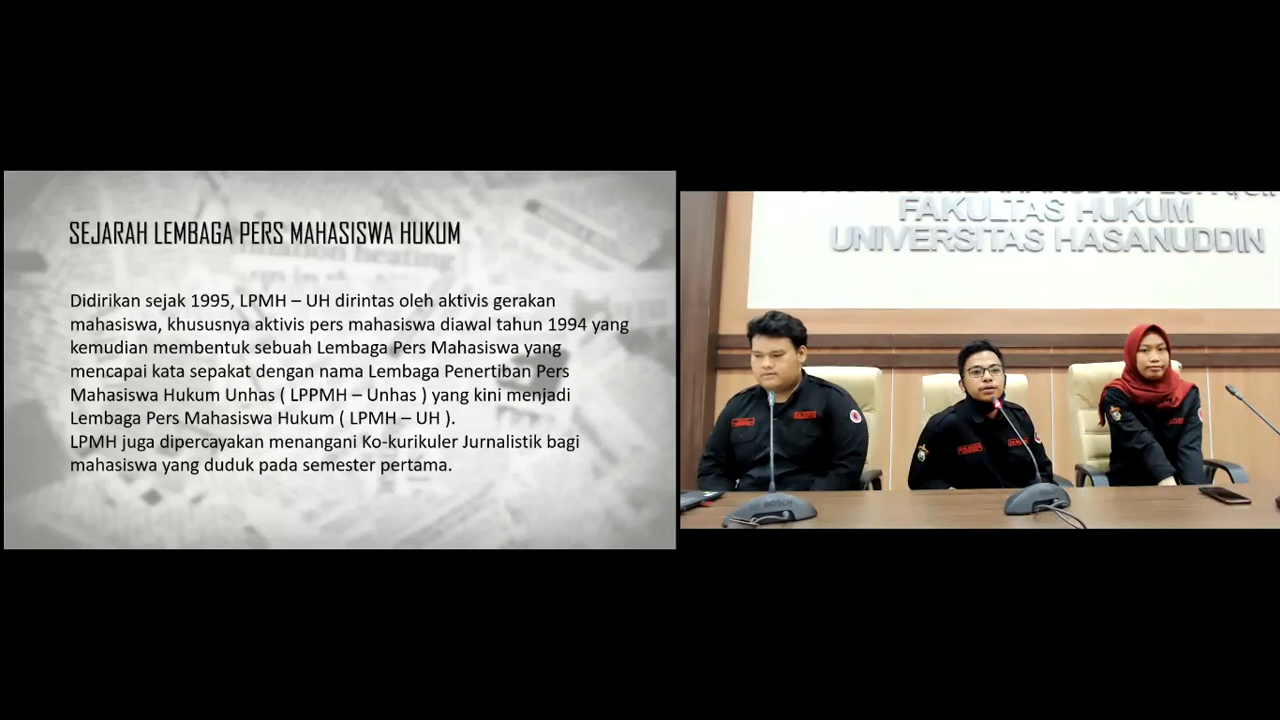 SEJARAH LEMBAGA PERS MAHASISWA HUKUM
Didirikan sejak 1995, LPMH – UH dirintas oleh aktivis gerakan
mahasiswa, khususnya aktivis pers mahasiswa diawal tahun 1994 yang
kemudian membentuk sebuah Lembaga Pers Mahasiswa yang
mencapai kata sepakat dengan nama Lembaga Penertiban Pers
Mahasiswa Hukum Unhas ( LPPMH – Unhas ) yang kini menjadi
Lembaga Pers Mahasiswa Hukum ( LPMH – UH ).
LPMH juga dipercayakan menangani Ko-kurikuler Jurnalistik bagi
mahasiswa yang duduk pada semester pertama.
FAKULTAS HUKUM
UNIVERSITAS HASANUDDIN
BOSCH